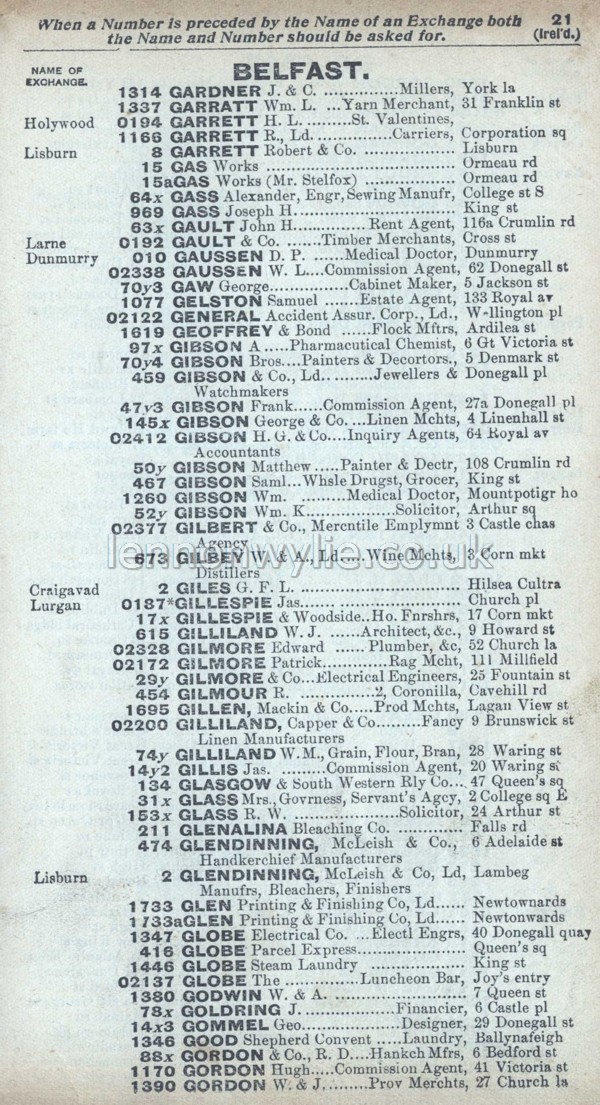 When a Number is preceded by the Name of an Exchange both the Name and Number should be asked for.
21 (Irel'd.)
NAME OF EXCHANGE.
BELFAST.
1314 GARDNER J. & C. ...............Millers, York la
1337 GARRATT Wm. L. ...Yarn Merchant, 31 Franklin st
Holywood 0194 GARRETT H. L. .........St. Valentines,
1166 GARRETT R., Ld. ............Carriers, Corporation sq
Lisburn 8 GARRETT Robert & Co. .................. Lisburn
15 GAS Works ...................................... Ormeau rd
15aGAS Works (Mr. Stelfox) .................. Ormeau rd
64x GASS Alexander, Engr, Sewing Manufr, College st S
969 GASS Joseph H................................ King st
63x GAULT John H..............Rent Agent, 116a Crumlin rd
Larne 0192 GAULT & Co. .......Timber Merchants, Cross st
Dunmurry 010 GAUSSEN D. P. ......Medical Doctor, Dunmurry
02338 GAUSSEN W. L....Commission Agent, 62 Donegall st
70y3 GAW George...............Cabinet Maker, 5 Jackson st
1077 GELSTON Samuel .......Estate Agent, 133 Royal av
02122 GENERAL Accident Assur. Corp., Ld., W-llington pl
1619 GEOFFREY & Bond ......Flock Mftrs, Ardilea st
97x GIBSON A .....Pharmacutical Chemist, 6 Gt Victoria st
70y4 GIBSON Bros....Painters & Decortors., 5 Denmark st
459 GIBSON & Co., Ld............Jewellers & Donegall pl
Watchmakers
47y3 GIBSON Frank......Commission Agent, 27a Donegall pl
145x GIBSON George & Co. ...Linen Mchts, 4 Linenhall st
02412 GIBSON H. G. & Co....Inquiry Agents, 64 Royal av
Accountants
50y GIBSON Matthew .....Painter & Dectr, 108 Crumlin rd
467 GIBSON Saml...Whsle Drugst, Grocer, King st
1260 GIBSON Wm. ..........Medical Doctor, Mountpotigr ho
52y GIBSON Wm. K...............Solicitor, Arthur sq
02377 GILBERT & Co., Mercntile Emplymnt 3 Castle chas
Agency
673 GILBEY W. & A., Ld.....Wine Mchts, 3 Corn mkt
Distillers
lennonwylie.co.uk
Craigavad 2 GILES G. F. L. ............................ Hilsea Cultra
Lurgan 0187*GILLESPIE Jas........................... Church pl
17x GILLESPIE & Woodside..Ho. Fnrshrs, 17 Corn mkt
615 GILLILAND W. J. ......Architect, &c., 9 Howard st
02328 GILMORE Edward ...... Plumber, &c, 52 Church la
02172 GILMORE Patrick............Rag Mcht, 111 Millfield
29y GILMORE & Co...Electrical Engineers, 25 Fountain st
454 GILMOUR R. ...............2, Coronilla, Cavehill rd
1695 GILLEN, Mackin & Co.....Prod Mchts, Lagan View st
02200 GILLILAND, Capper & Co.........Fancy 9 Brunswick st
Linen Manufacturers
74y GILLILAND W.M., Grain, Flour, Bran, 28 Waring st
14y2 GILLIS Jas. ..........Commission Agent, 20 Waring st
134 GLASGOW & South Western Rly Co... 47 Queen's sq
31x GLASS Mrs., Govrness, Servant's Agcy, 2 College sq E
153x GLASS R. W. ....................Solicitor, 24 Arthur st
211 GLENALINA Bleaching Co. ............. Falls rd
474 GLENDINNING, McLeish & Co., 6 Adelaide st
Handkerchief Manufacturers
Lisburn 2 GLENDINNING, McLeish & Co, Ld, Lambeg
Manufrs, Bleachers, Finishers
1733 GLEN Printing & Finishing Co, Ld...... Newtownards
1733aGLEN Printing & Finishing Co, Ld...... Newtonwards
1347 GLOBE Electrical Co. ...Electl Engrs, 40 Donegall quay
416 GLOBE Parcel Express..................... Queen's sq
1446 GLOBE Steam Laundry .................. King st
02137 GLOBE The ..............Luncheon Bar, Joy's entry
1380 GODWIN W. & A. ......................... 7 Queen st
78x GOLDRING J. ....................Financier, 6 Castle pl
14x3 GOMMEL Geo..................Designer, 29 Donegall st
1346 GOOD Shepherd Convent .....Laundry, Ballynafeigh
88x GORDON & Co., R. D....Hankch Mfrs, 6 Bedford st
1170 GORDON Hugh.....Commission Agent, 41 Victoria st
1390 GORDON W. & J.........Prov Merchts, 27 Church la